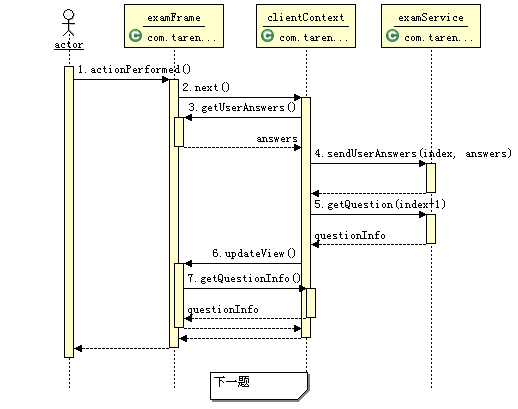 examFrame
clientContext
examService
actor
com.taren...
com.taren...
com.taren...
1.actionPerformed()
2.next()
3.getUserAnswers()
answers
4.sendUserAnswers(index, answers)
5.getQuestion(index+1)
questionInfo
6.updateView()
7.getQuestionInfo()
questionInfo
下一题